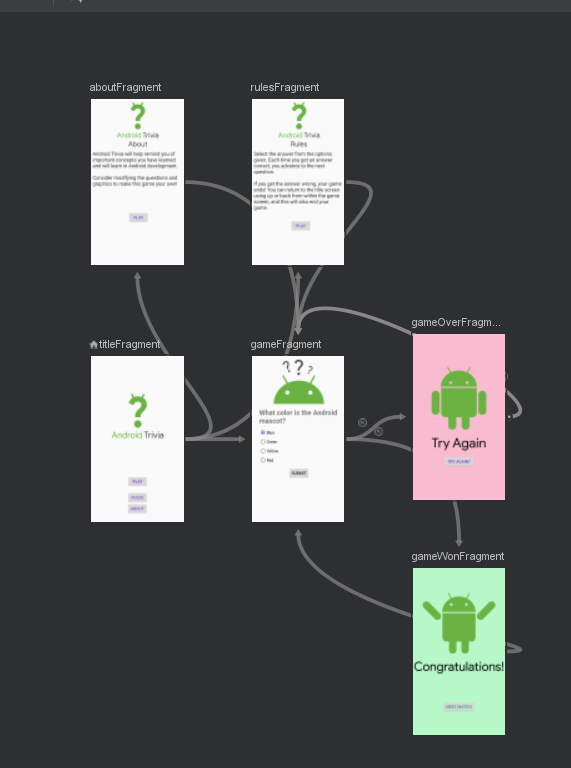 aboutFragment
rulesFragment
?
Android Trivia
About
Android Trivia will help remind you of
important concepts you have learned
and will learn in Android development.
Consider modifying the questions and
graphics to make this game your own!
PLAY
?
Android Trivia
Rules
Select the answer from the options
given. Each time you get an answer
correct, you advance to the next
question.
If you get the answer wrong, your game
ends! You can return to the title screen
using up or back from within the game
screen, and this will also end your
game.
PLAY
titleFragment
gameFragment
gameOverFragm...
?
Android Trivia
PLAY
RULES
ABOUT
???
What color is the Android
mascot?
Blue
Green
Yellow
Red
SUBMIT
Try Again
TRY AGAIN?
gameWonFragment
Congratulations!
NEXT MATCH